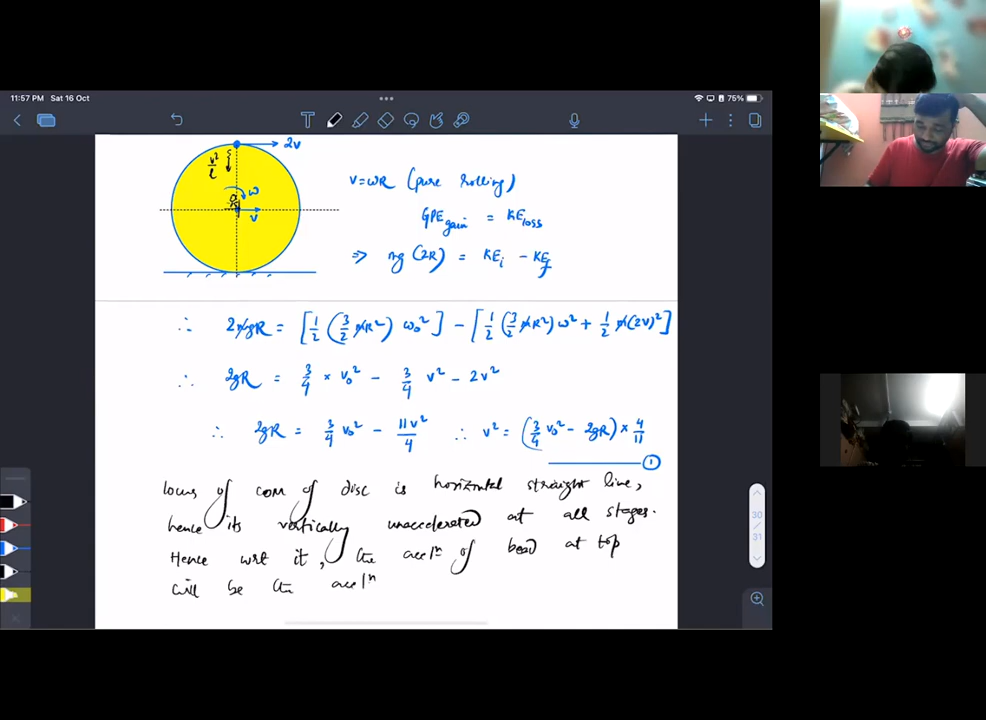 11:57 PM Sat 16 Oct
75%
2v
v²/l
ω
v
v = ωR (pure rolling)
GPE gain = KE loss
⇒ mg (2R) = KEi − KEf
∴ 2mgR = [1/2 (3/2 mR²) ω₀²] − [1/2 (3/2 mR²) ω² + 1/2 m(2v)²]
∴ 2gR = 3/4 × v₀² − 3/4 v² − 2v²
∴ 2gR = 3/4 v₀² − 11v²/4 ∴ v² = (3/4 v₀² − 2gR) × 4/11
①
locus of com of disc is horizontal straight line,
hence its vertically unaccelerated at all stages.
Hence wrt it, the accln of bead at top
will be the accln
30
/
31